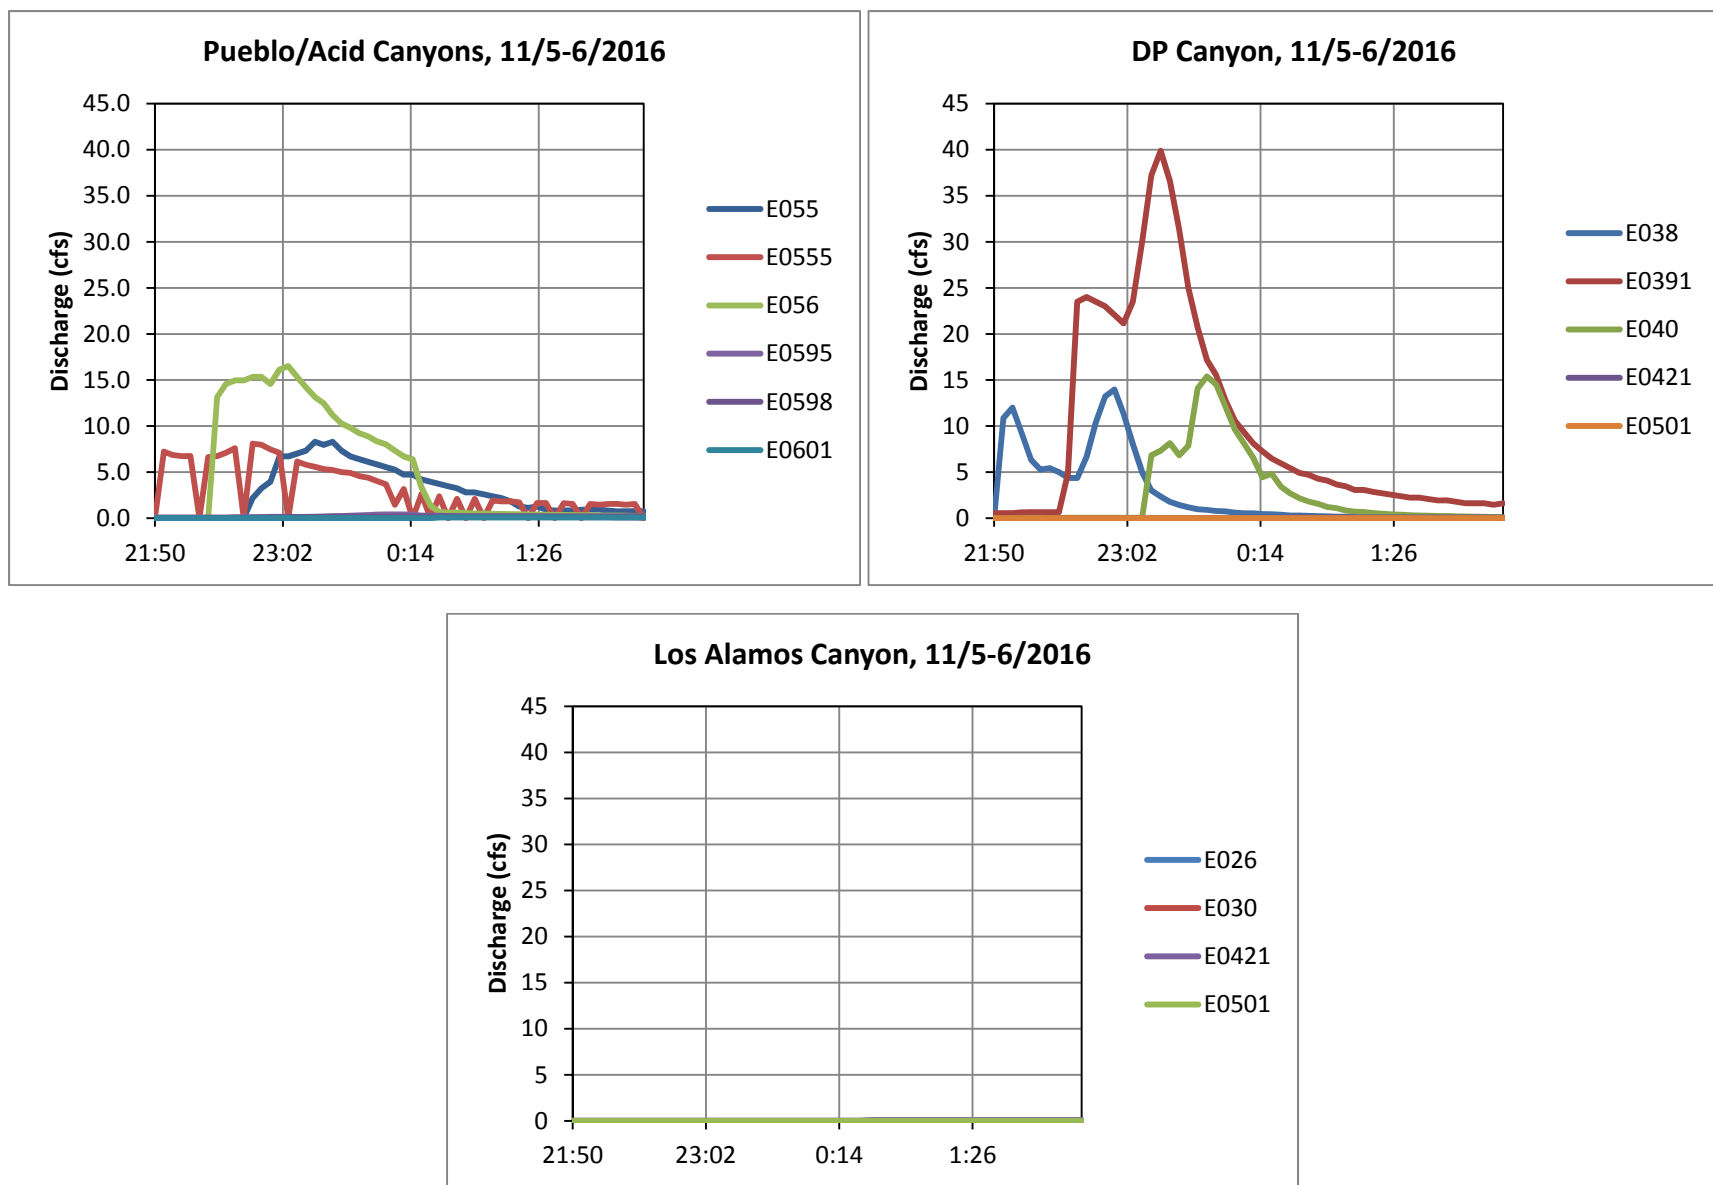 Pueblo/Acid Canyons, 11/5-6/2016
Discharge (cfs)
45.0
40.0
35.0
30.0
25.0
20.0
15.0
10.0
5.0
0.0
21:50
23:02
0:14
1:26
E055
E0555
E056
E0595
E0598
E0601
DP Canyon, 11/5-6/2016
Discharge (cfs)
45
40
35
30
25
20
15
10
5
0
21:50
23:02
0:14
1:26
E038
E0391
E040
E0421
E0501
Los Alamos Canyon, 11/5-6/2016
Discharge (cfs)
45
40
35
30
25
20
15
10
5
0
21:50
23:02
0:14
1:26
E026
E030
E0421
E0501